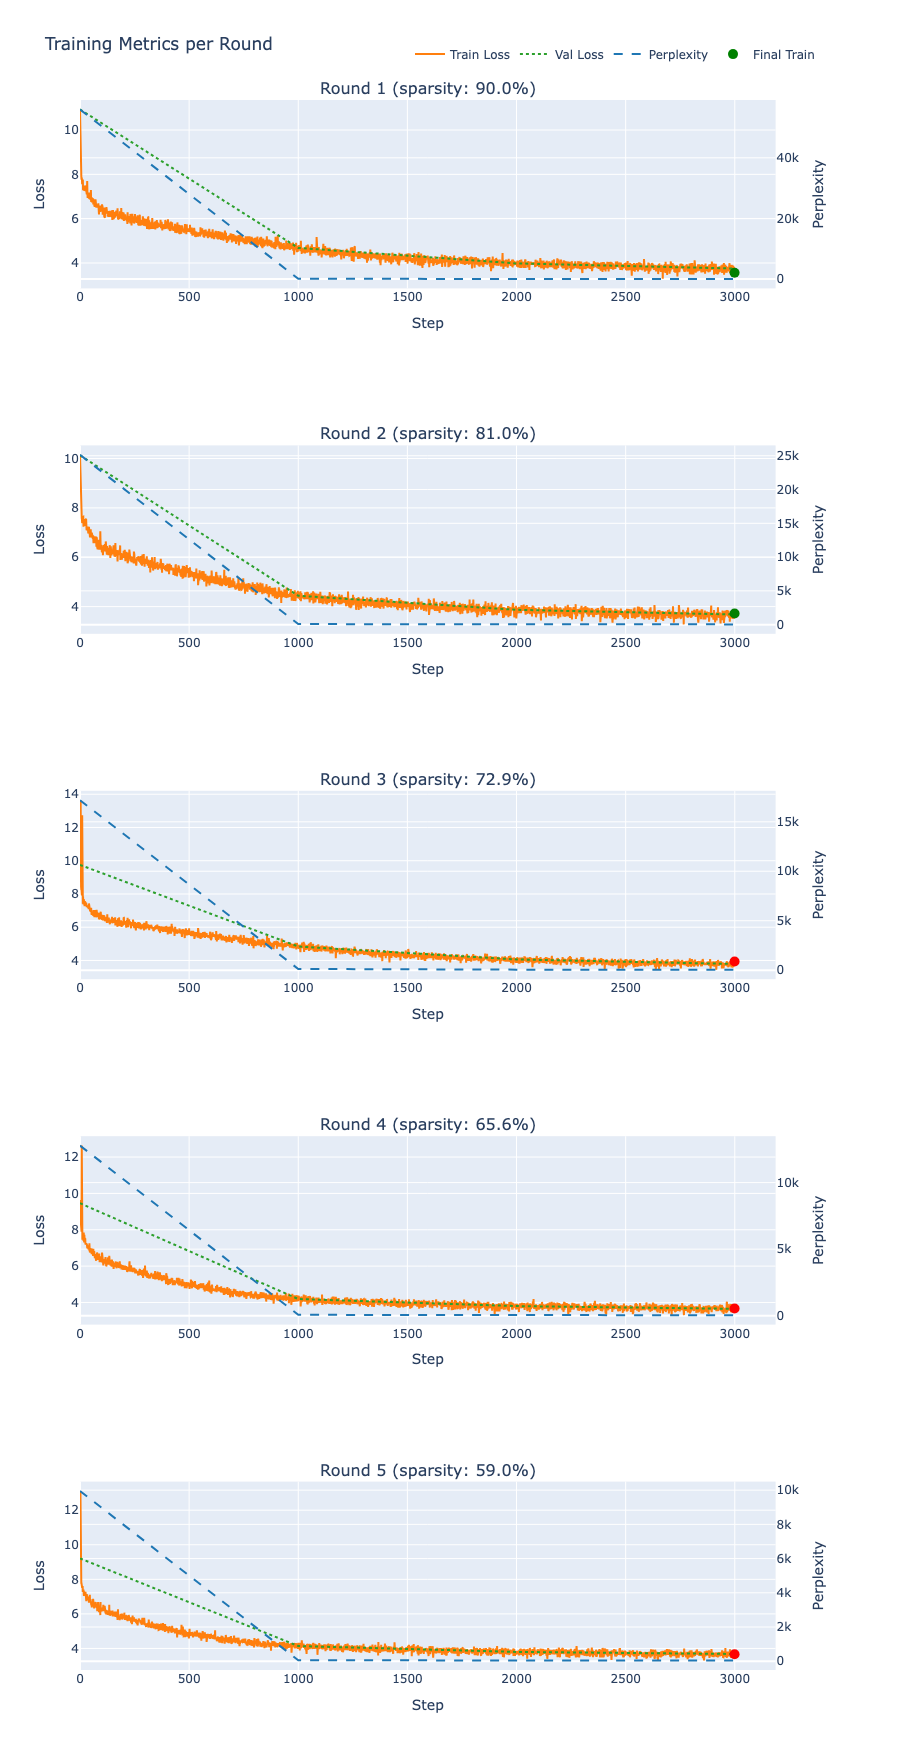 Training Metrics per Round
Train Loss Val Loss Perplexity Final Train
Round 1 (sparsity: 90.0%)
10
8
6
4
Loss
40k
20k
0
Perplexity
0 500 1000 1500 2000 2500 3000
Step
Round 2 (sparsity: 81.0%)
10
8
6
4
Loss
25k
20k
15k
10k
5k
0
Perplexity
0 500 1000 1500 2000 2500 3000
Step
Round 3 (sparsity: 72.9%)
14
12
10
8
6
4
Loss
15k
10k
5k
0
Perplexity
0 500 1000 1500 2000 2500 3000
Step
Round 4 (sparsity: 65.6%)
12
10
8
6
4
Loss
10k
5k
0
Perplexity
0 500 1000 1500 2000 2500 3000
Step
Round 5 (sparsity: 59.0%)
12
10
8
6
4
Loss
10k
8k
6k
4k
2k
0
Perplexity
0 500 1000 1500 2000 2500 3000
Step